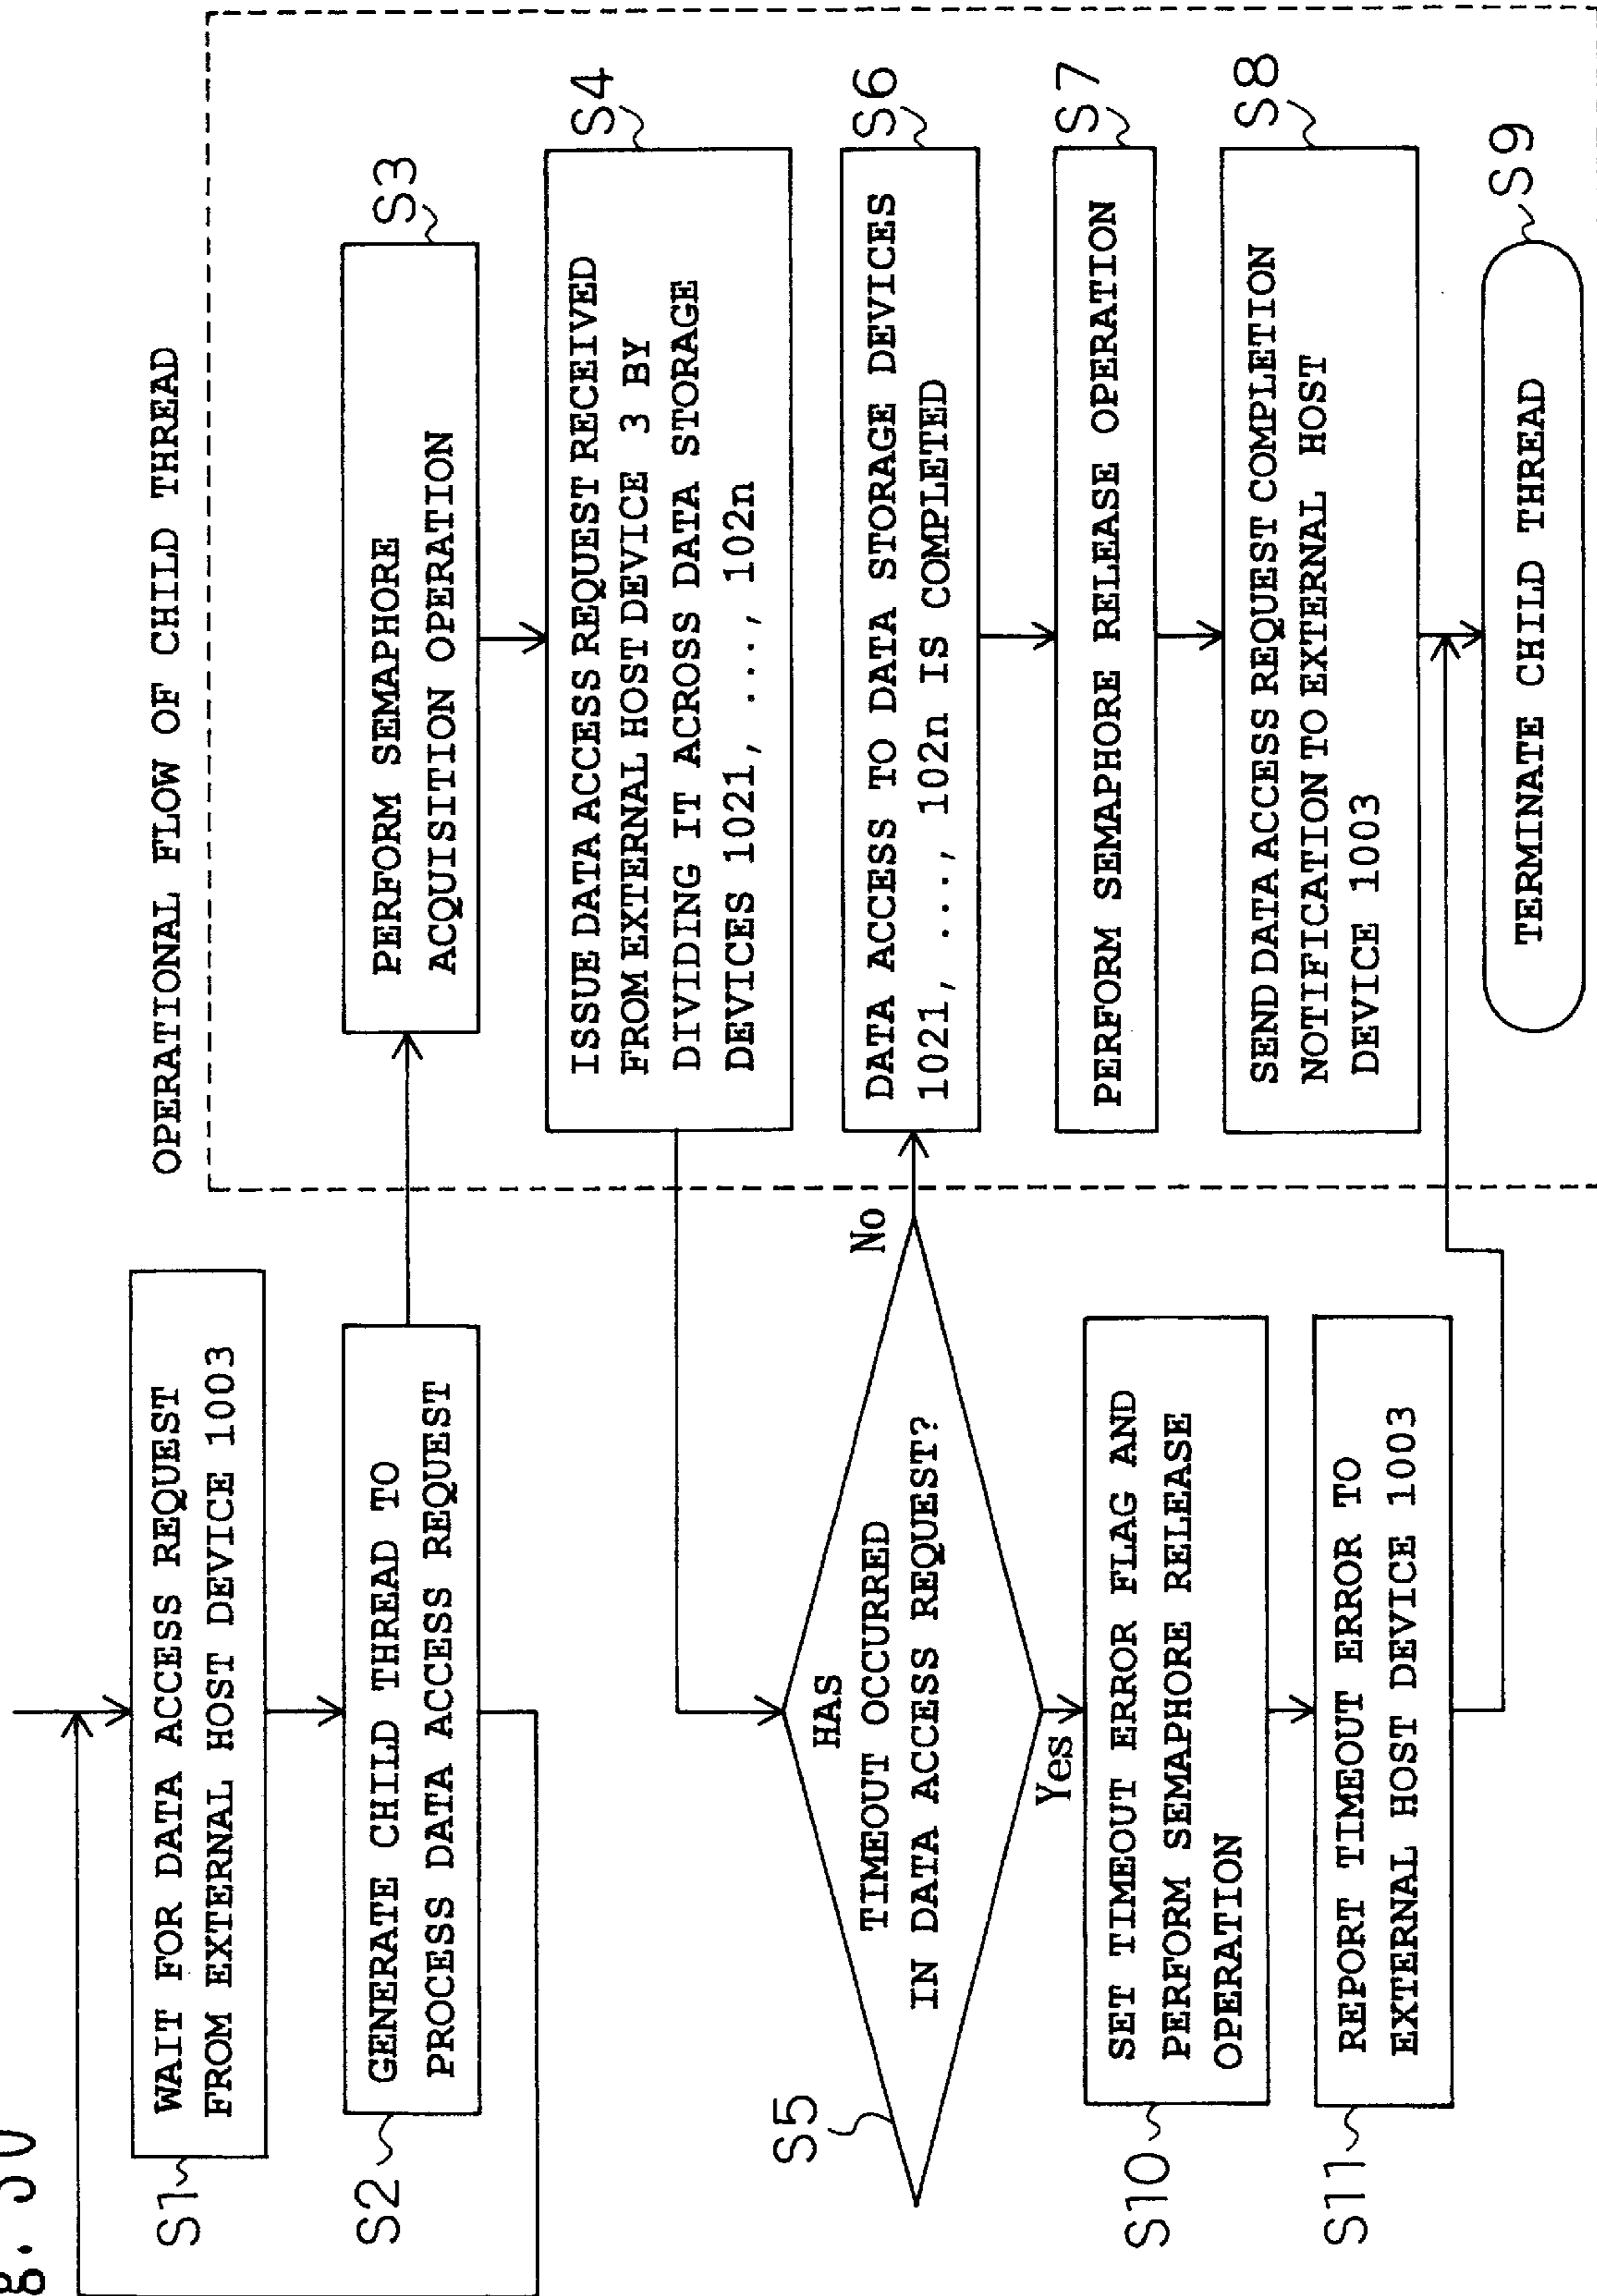 OPERATIONAL FLOW OF CHILD THREAD
S1
WAIT FOR DATA ACCESS REQUEST
FROM EXTERNAL HOST DEVICE 1003
S2
GENERATE CHILD THREAD TO
PROCESS DATA ACCESS REQUEST
S3
PERFORM SEMAPHORE
ACQUISITION OPERATION
S4
ISSUE DATA ACCESS REQUEST RECEIVED
FROM EXTERNAL HOST DEVICE 3 BY
DIVIDING IT ACROSS DATA STORAGE
DEVICES 1021, ..., 102n
S5
HAS
TIMEOUT OCCURRED
IN DATA ACCESS REQUEST?
No
Yes
S6
DATA ACCESS TO DATA STORAGE DEVICES
1021, ..., 102n IS COMPLETED
S7
PERFORM SEMAPHORE RELEASE OPERATION
S8
SEND DATA ACCESS REQUEST COMPLETION
NOTIFICATION TO EXTERNAL HOST
DEVICE 1003
S9
TERMINATE CHILD THREAD
S10
SET TIMEOUT ERROR FLAG AND
PERFORM SEMAPHORE RELEASE
OPERATION
S11
REPORT TIMEOUT ERROR TO
EXTERNAL HOST DEVICE 1003